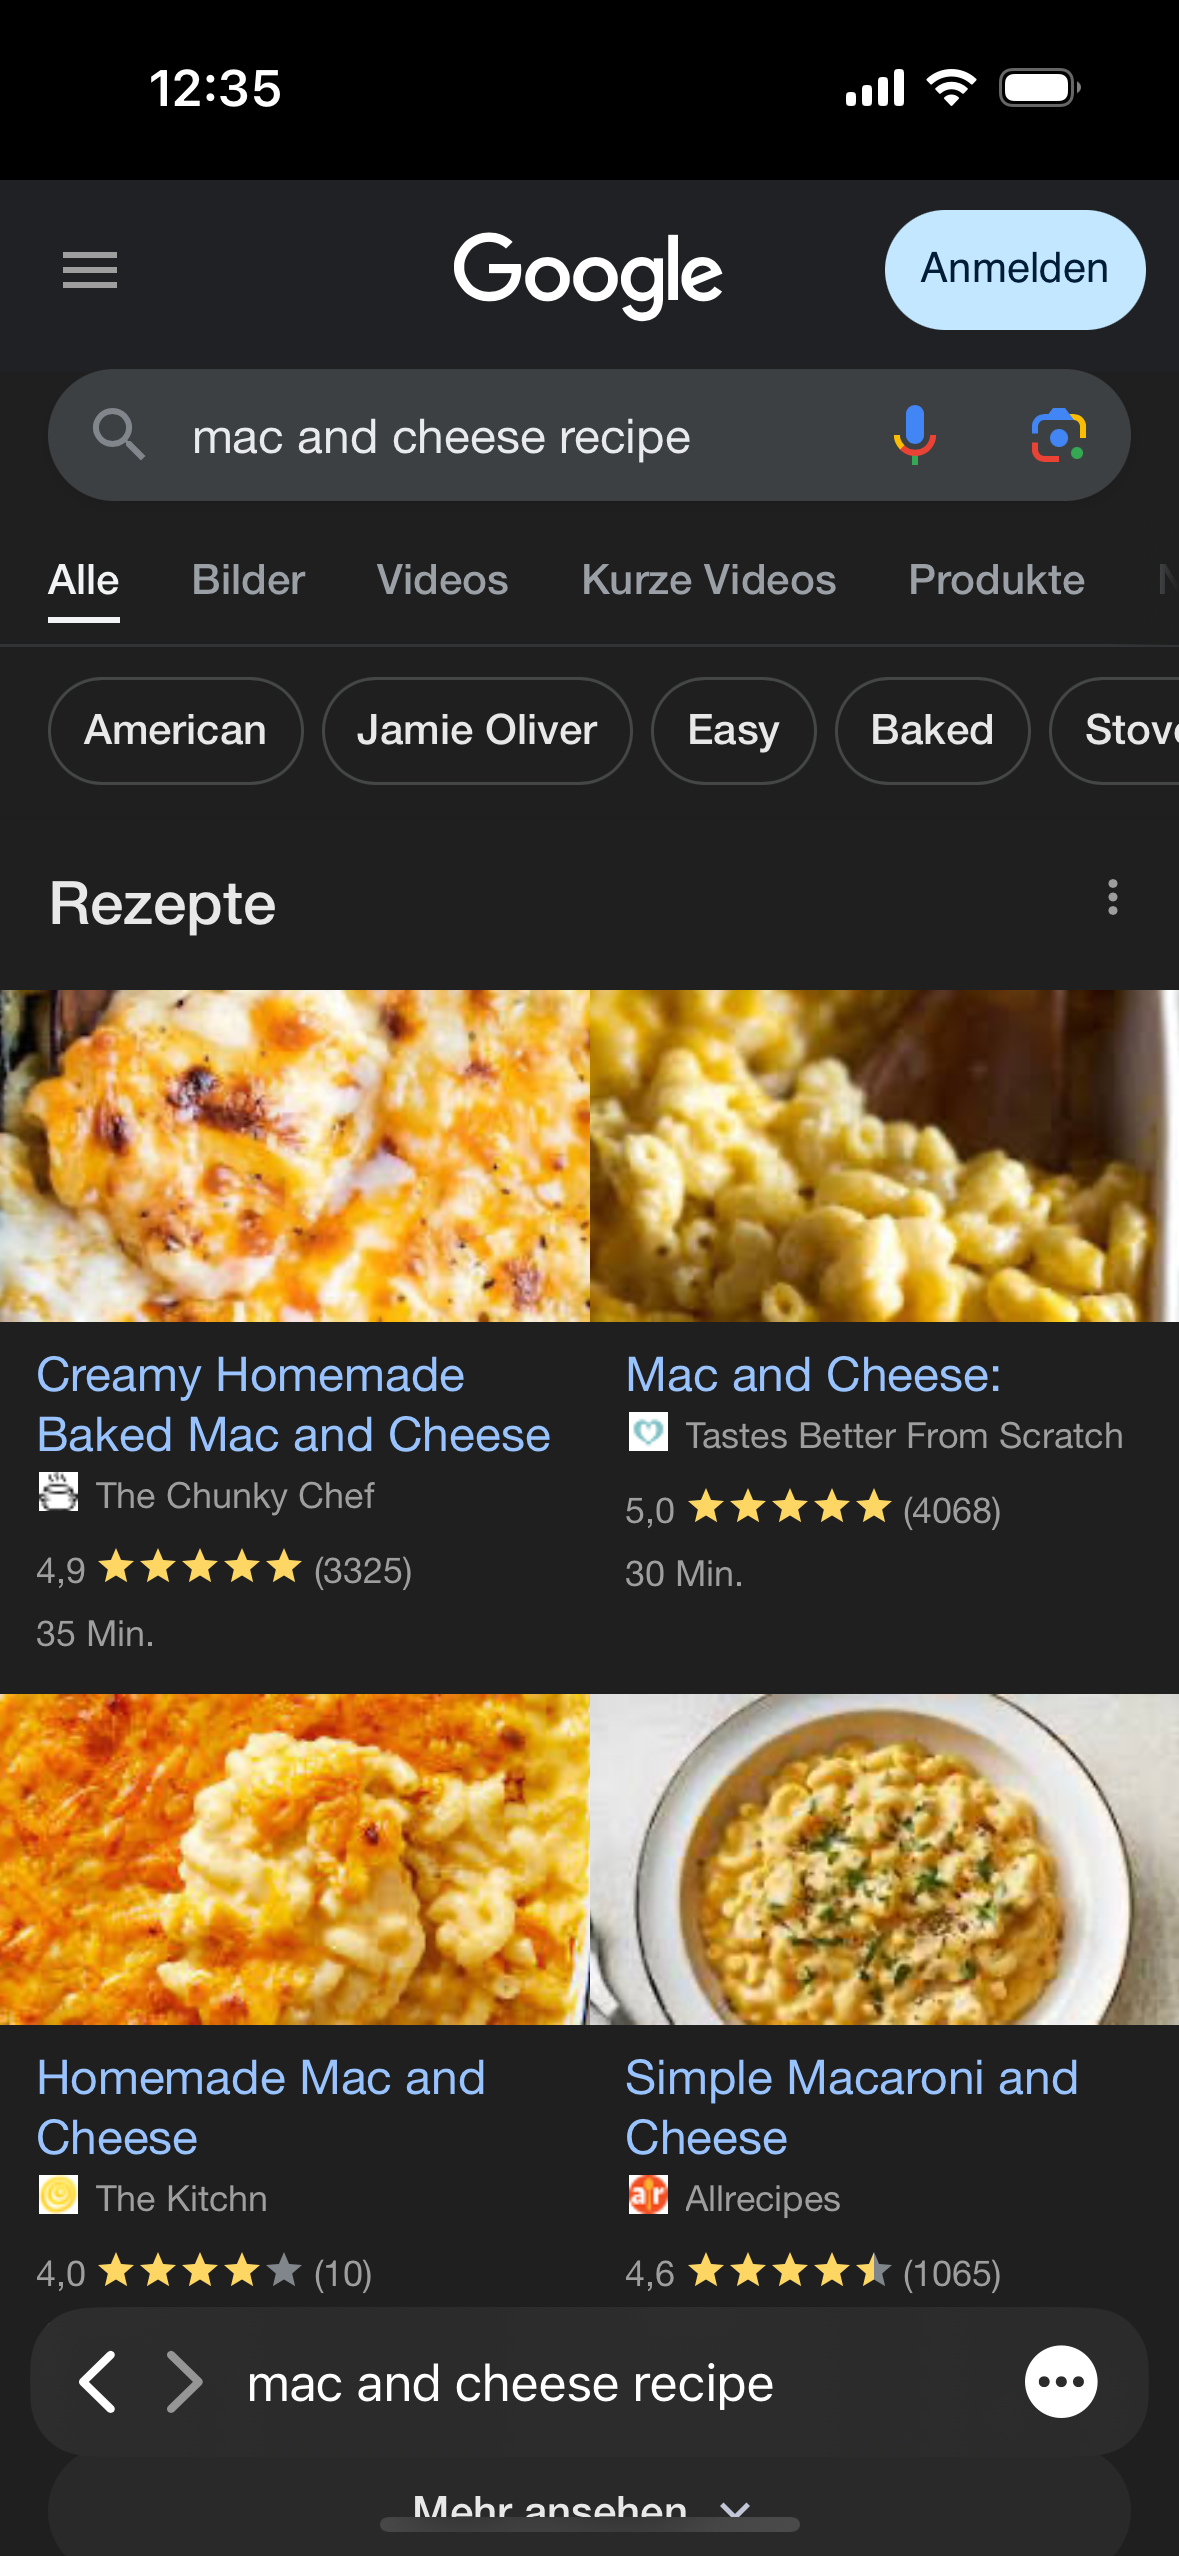 12:35
Google
Anmelden
mac and cheese recipe
Alle Bilder Videos Kurze Videos Produkte
American Jamie Oliver Easy Baked
Rezepte
Creamy Homemade
Baked Mac and Cheese
The Chunky Chef
4,9 (3325)
35 Min.
Mac and Cheese:
Tastes Better From Scratch
5,0 (4068)
30 Min.
Homemade Mac and
Cheese
The Kitchn
4,0 (10)
Simple Macaroni and
Cheese
ar Allrecipes
4,6 (1065)
mac and cheese recipe
Mehr ansehen